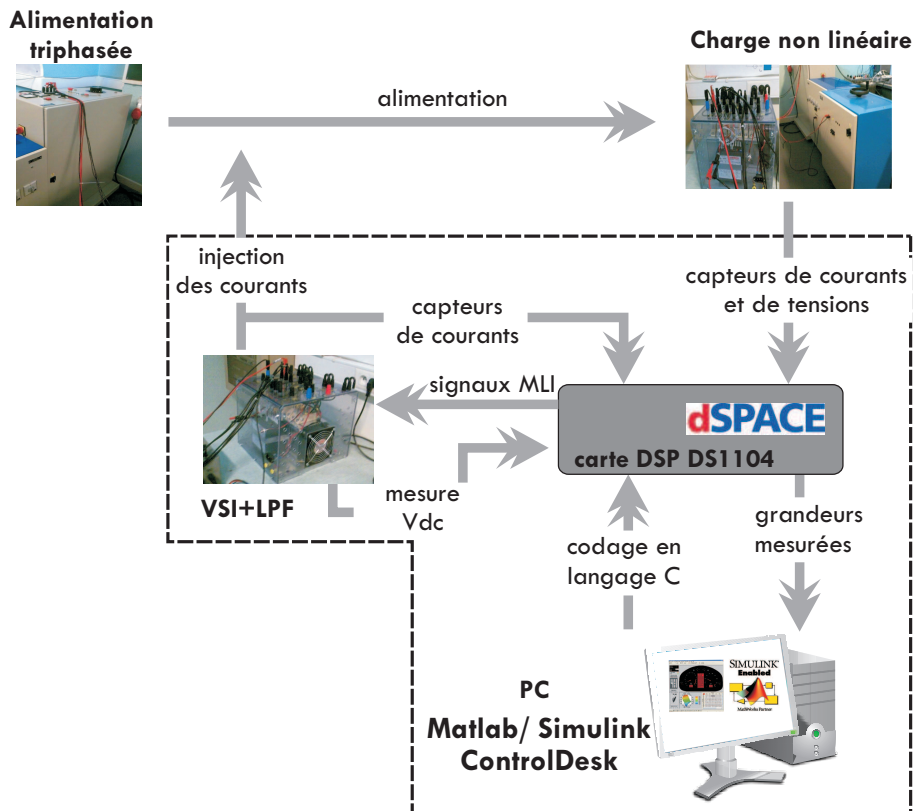 Alimentation
triphasée
Charge non linéaire
alimentation
injection
des courants
capteurs de courants
et de tensions
capteurs
de courants
signaux MLI
dSPACE
carte DSP DS1104
VSI+LPF
mesure
Vdc
codage en
langage C
grandeurs
mesurées
SIMULINK
Enabled
MathWorks Partner
PC
Matlab/ Simulink
ControlDesk